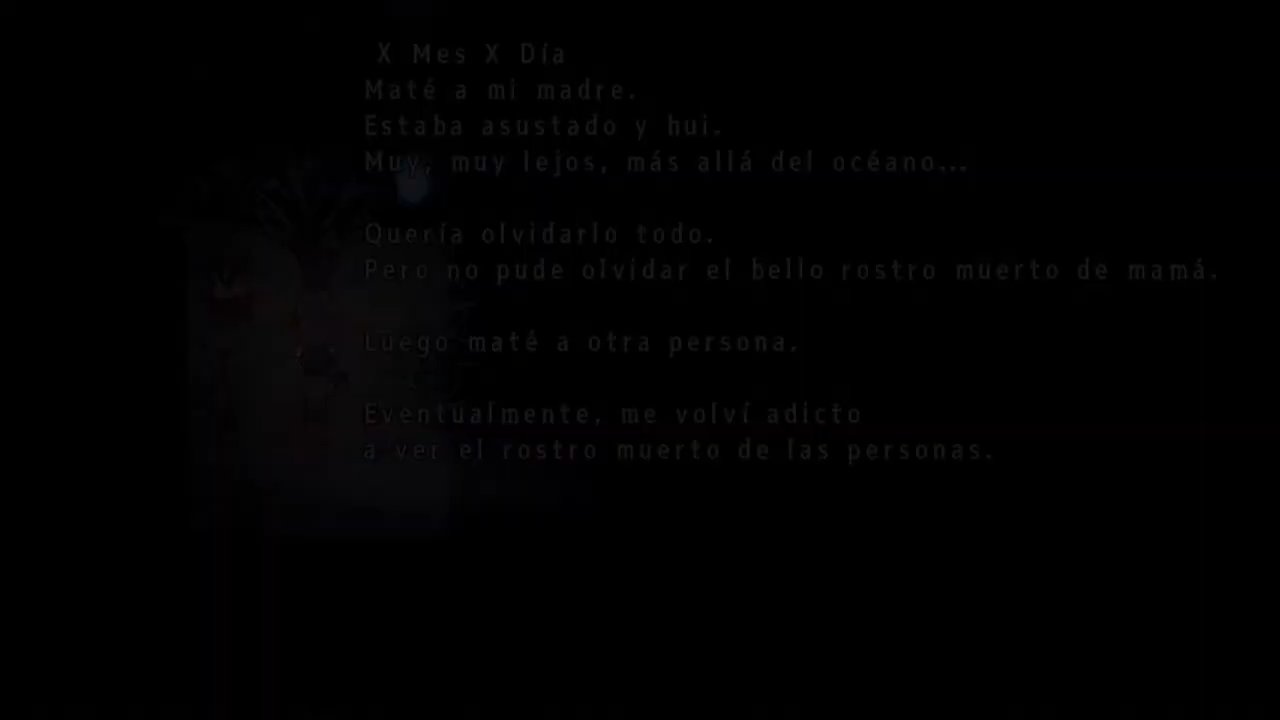 X Mes X Día
Maté a mi madre.
Estaba asustado y hui.
Muy, muy lejos, más allá del océano...
Quería olvidarlo todo.
Pero no pude olvidar el bello rostro muerto de mamá.
Luego maté a otra persona.
Eventualmente, me volví adicto
a ver el rostro muerto de las personas.